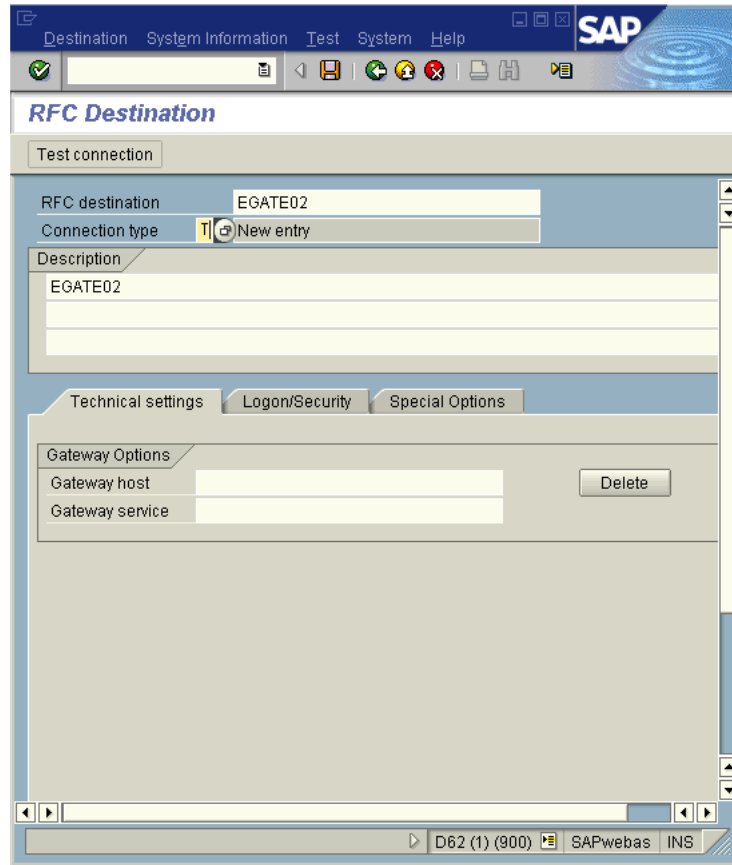 Destination System Information Test System Help
SAP
RFC Destination
Test connection
RFC destination EGATE02
Connection type T New entry
Description
EGATE02
Technical settings Logon/Security Special Options
Gateway Options
Gateway host Delete
Gateway service
D62 (1) (900) SAPwebas INS